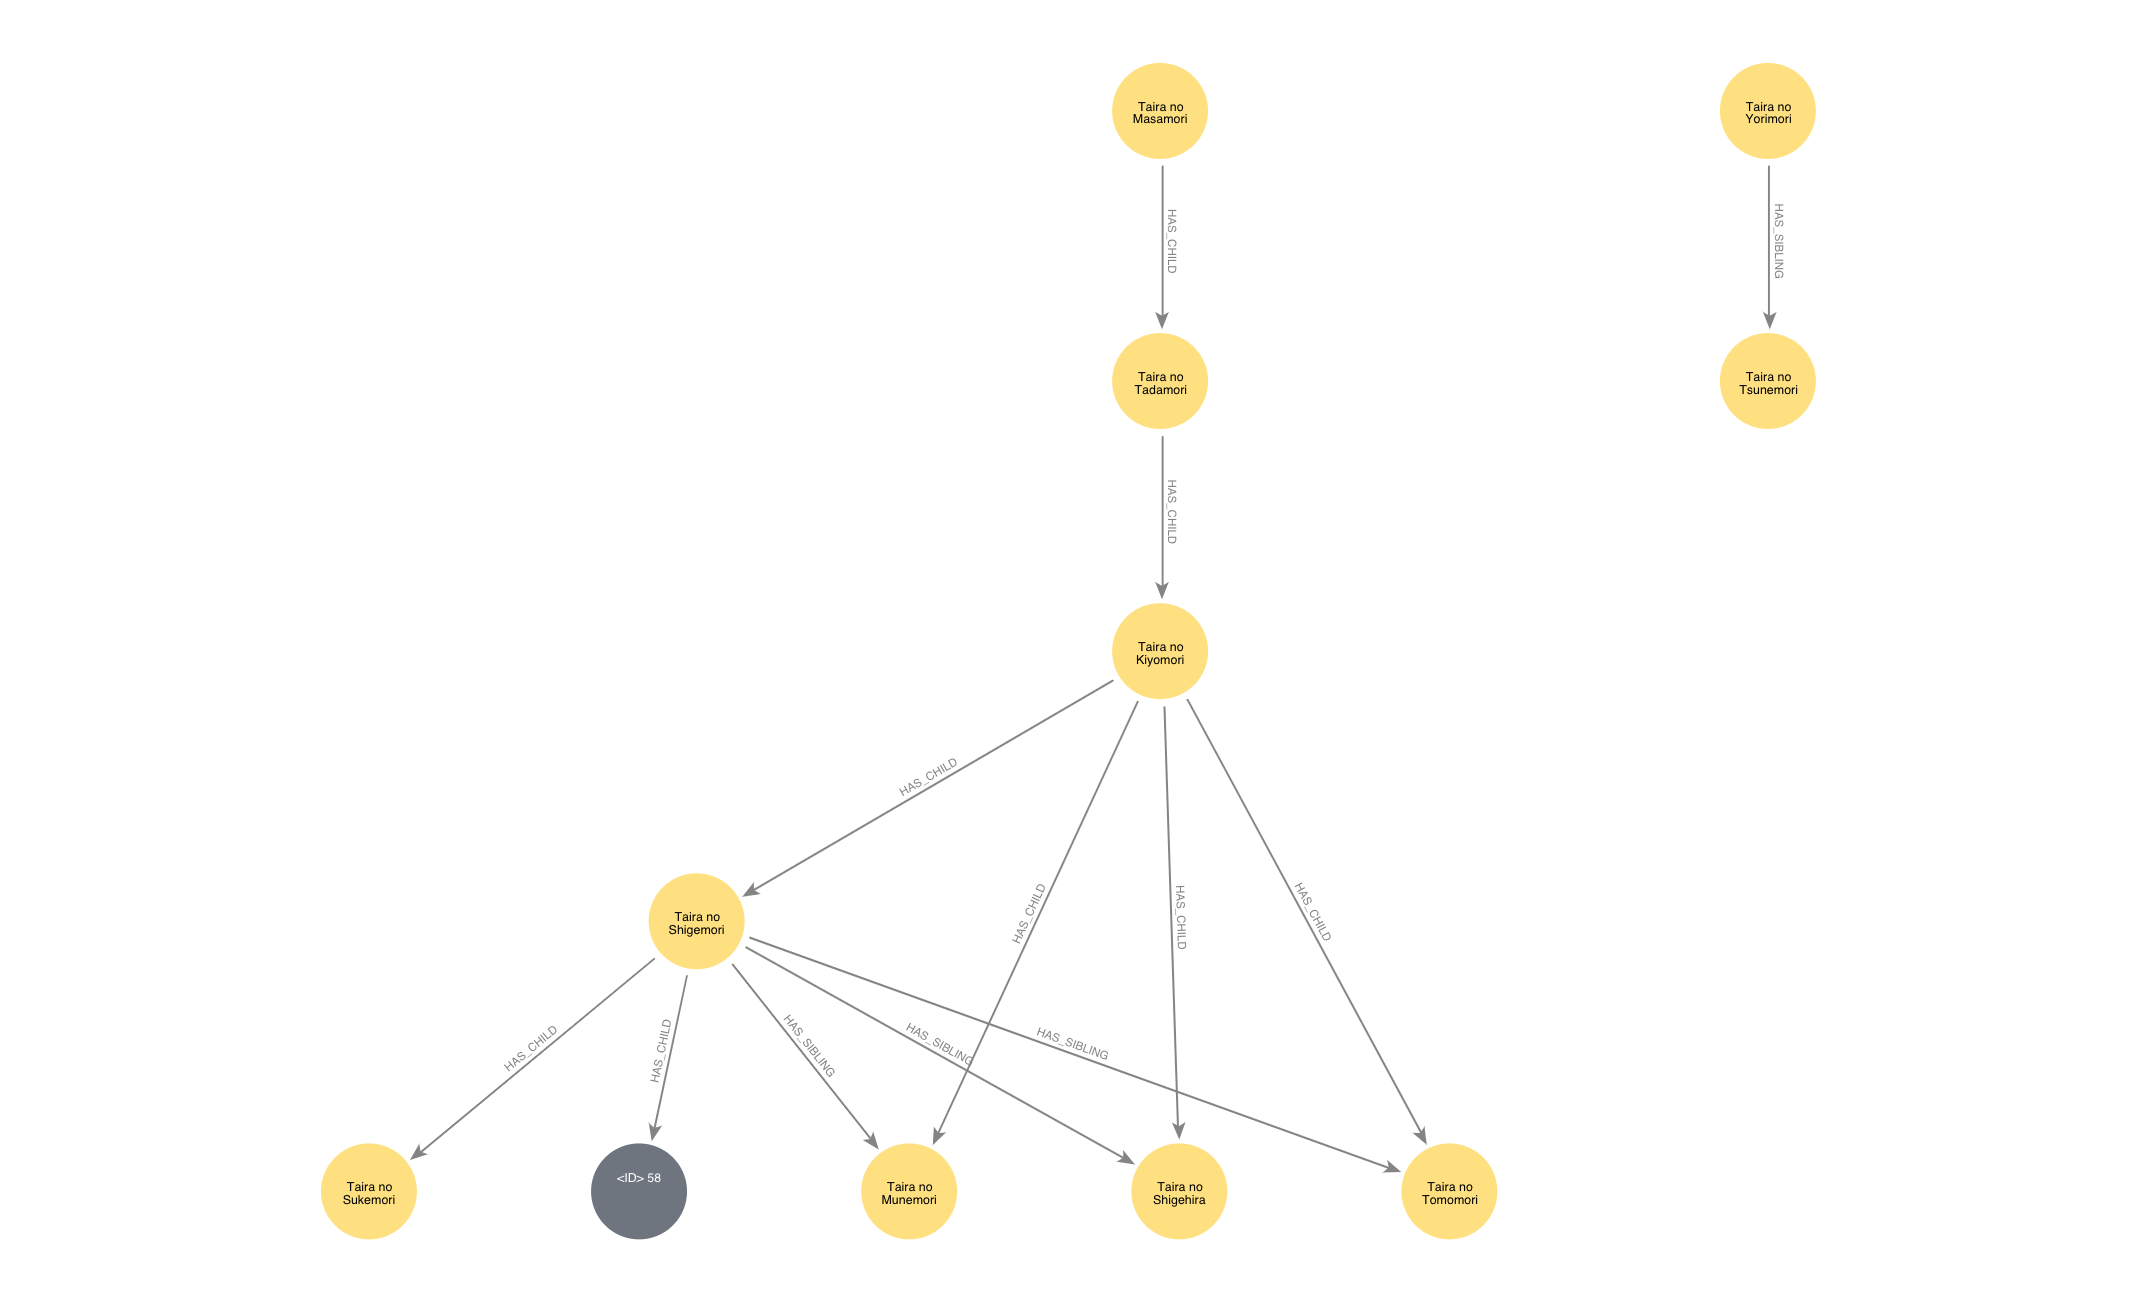 Taira no
Masamori
Taira no
Yorimori
HAS_CHILD
HAS_SIBLING
Taira no
Tadamori
Taira no
Tsunemori
HAS_CHILD
Taira no
Kiyomori
HAS_CHILD
HAS_CHILD
HAS_CHILD
HAS_CHILD
Taira no
Shigemori
HAS_CHILD
HAS_CHILD
HAS_SIBLING
HAS_SIBLING
HAS_SIBLING
Taira no
Sukemori
<ID> 58
Taira no
Munemori
Taira no
Shigehira
Taira no
Tomomori